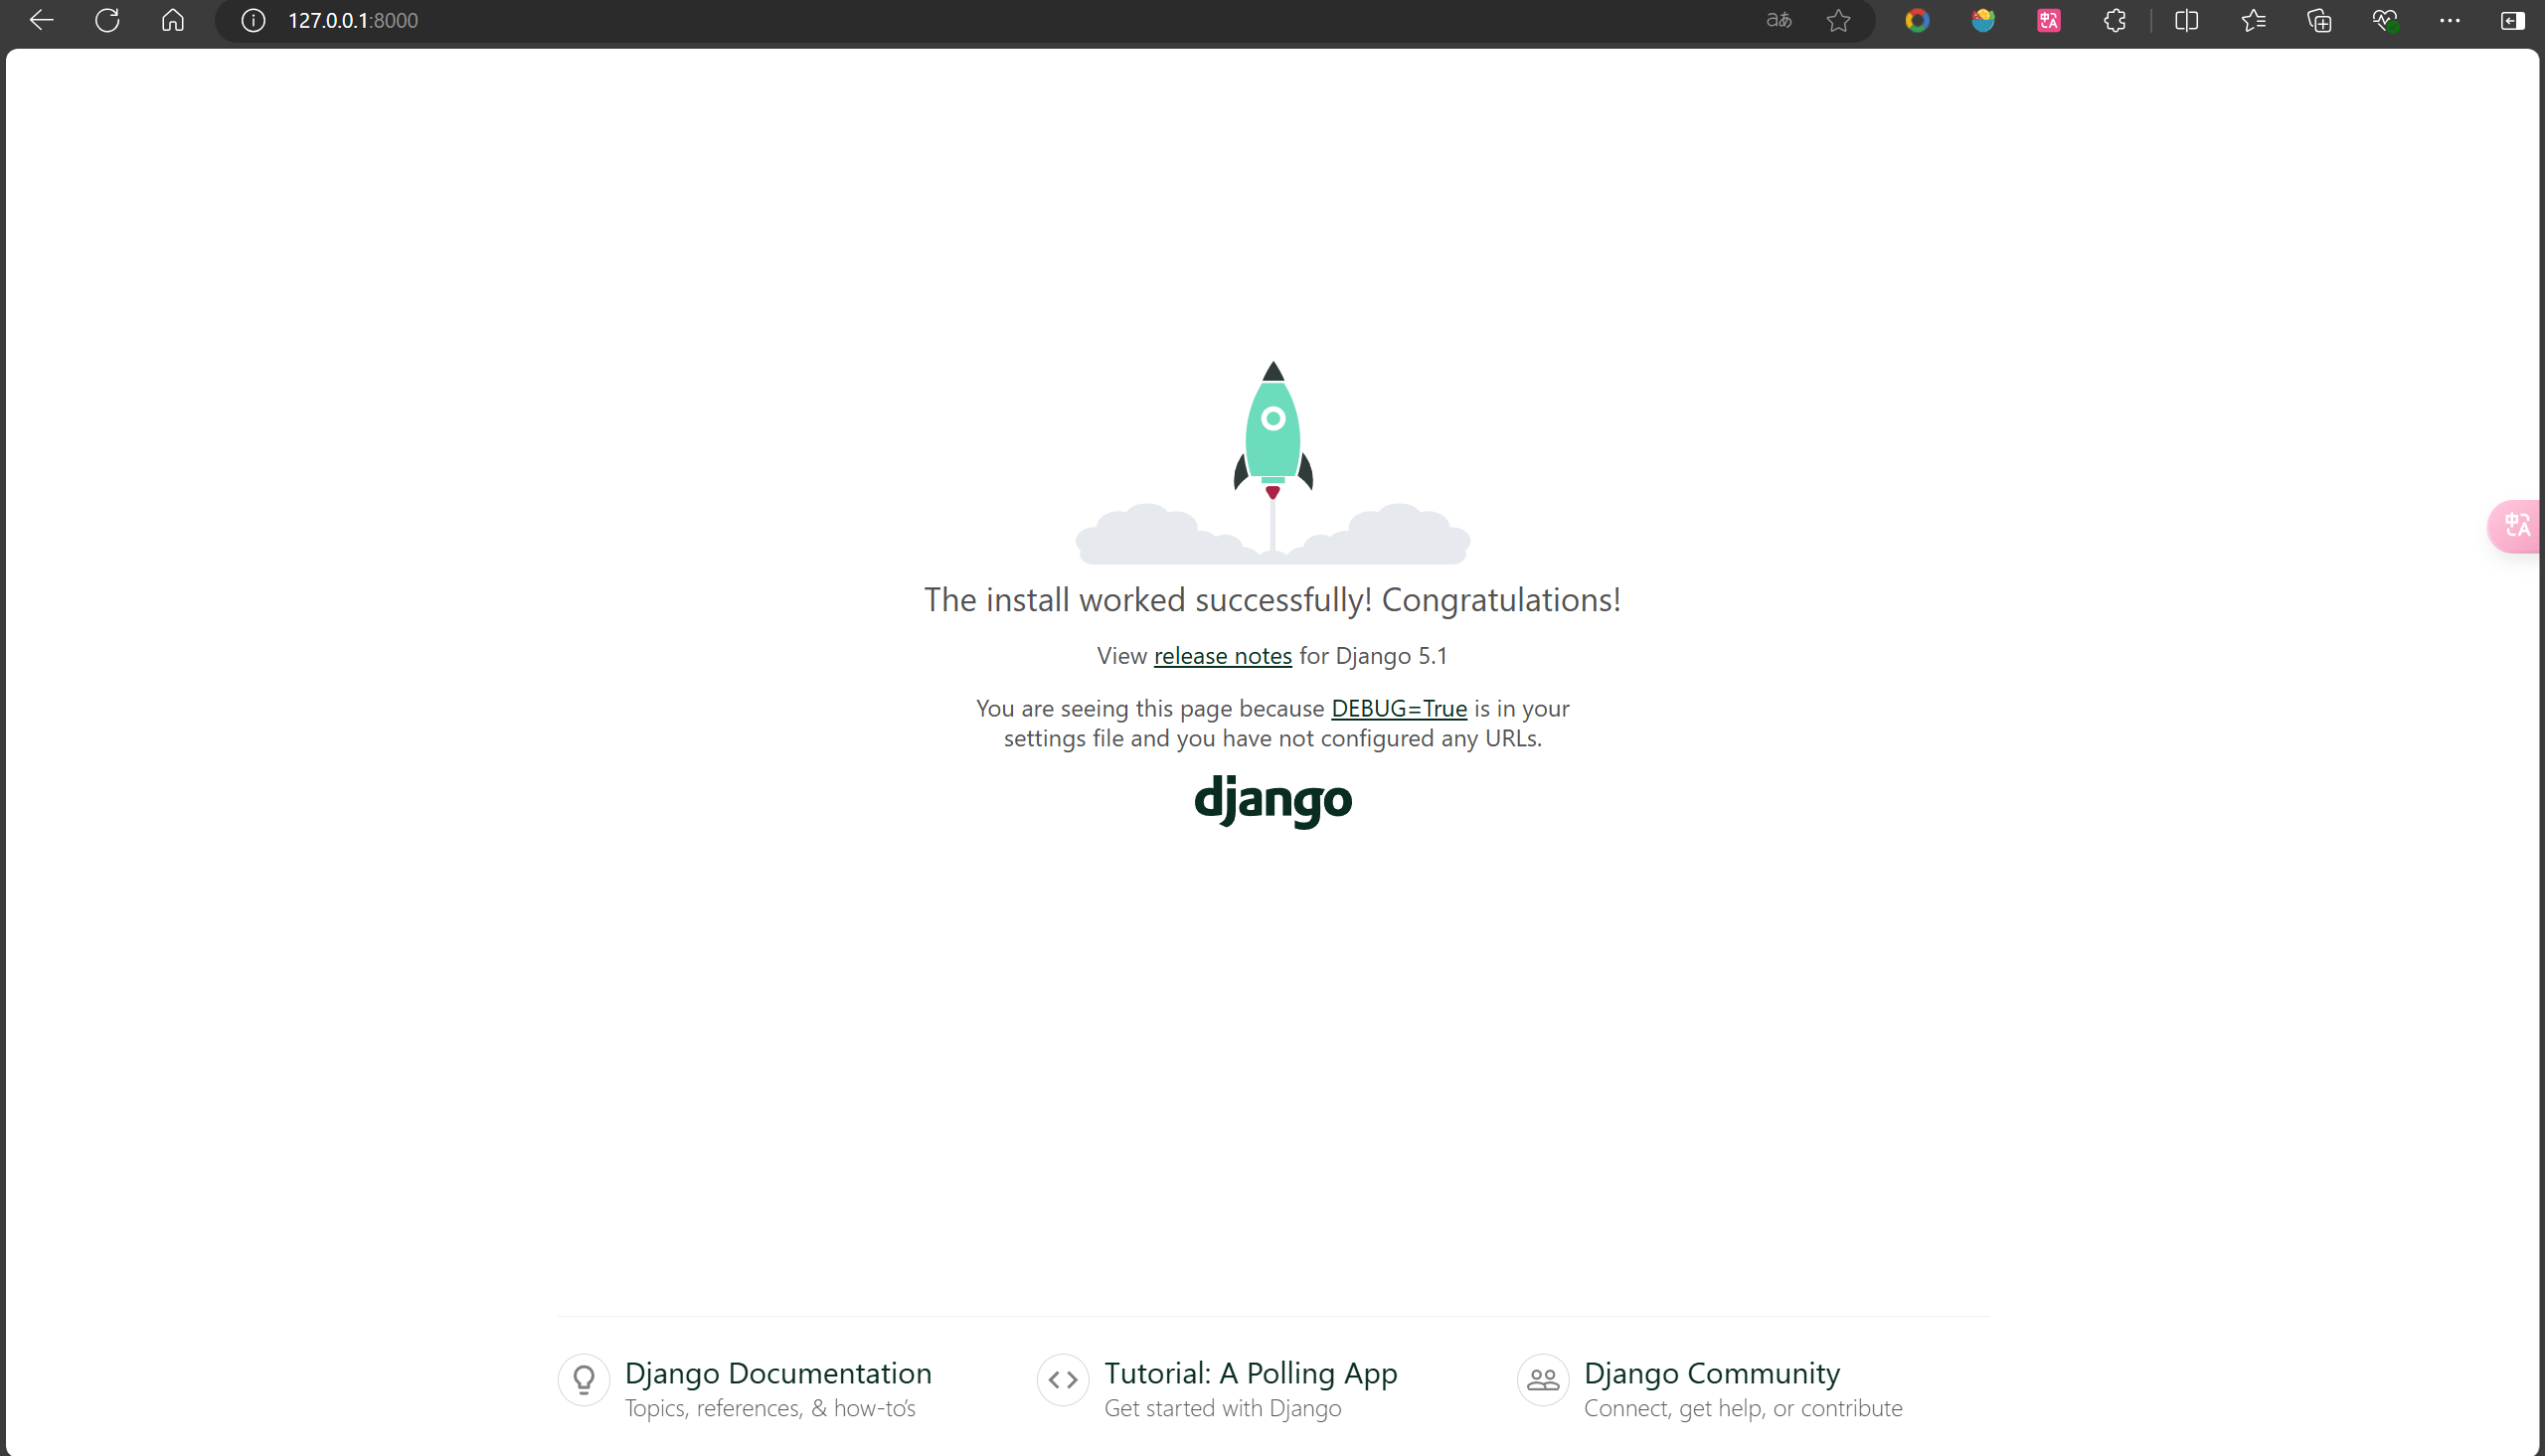 127.0.0.1:8000
The install worked successfully! Congratulations!
View release notes for Django 5.1
You are seeing this page because DEBUG=True is in your
settings file and you have not configured any URLs.
django
Django Documentation
Topics, references, & how-to’s
Tutorial: A Polling App
Get started with Django
Django Community
Connect, get help, or contribute